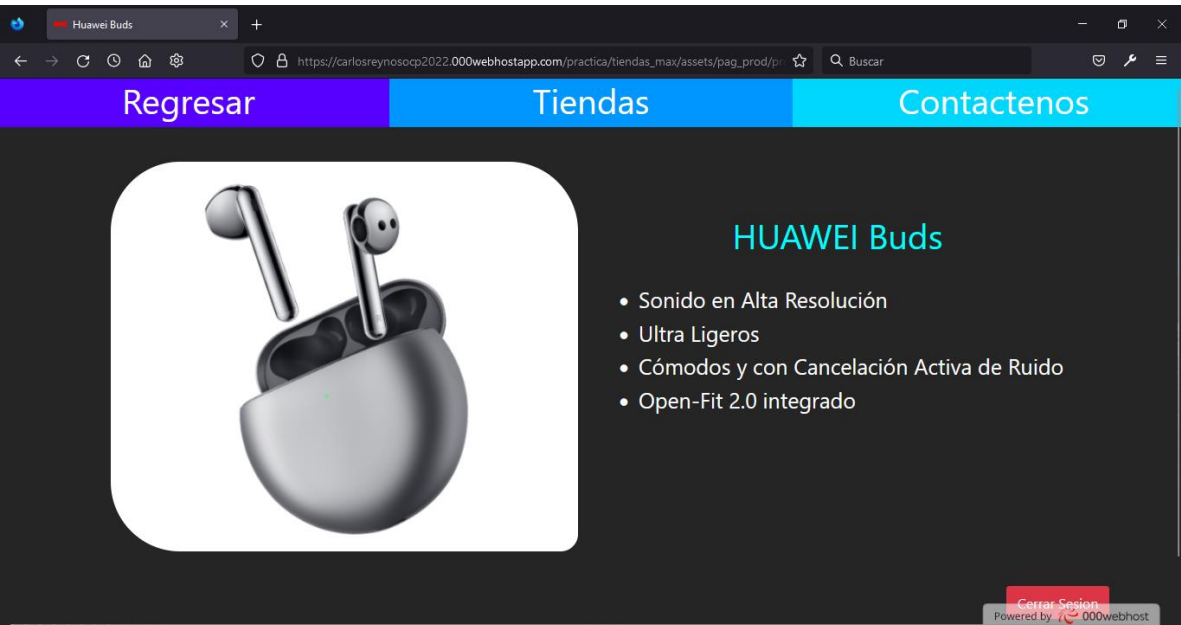 Huawei Buds
https://carlosreynosocp2022.000webhostapp.com/practica/tiendas_max/assets/pag_prod/pr
Buscar
Regresar
Tiendas
Contactenos
HUAWEI Buds
Sonido en Alta Resolución
Ultra Ligeros
Cómodos y con Cancelación Activa de Ruido
Open-Fit 2.0 integrado
Cerrar Sesion
Powered by 000webhost